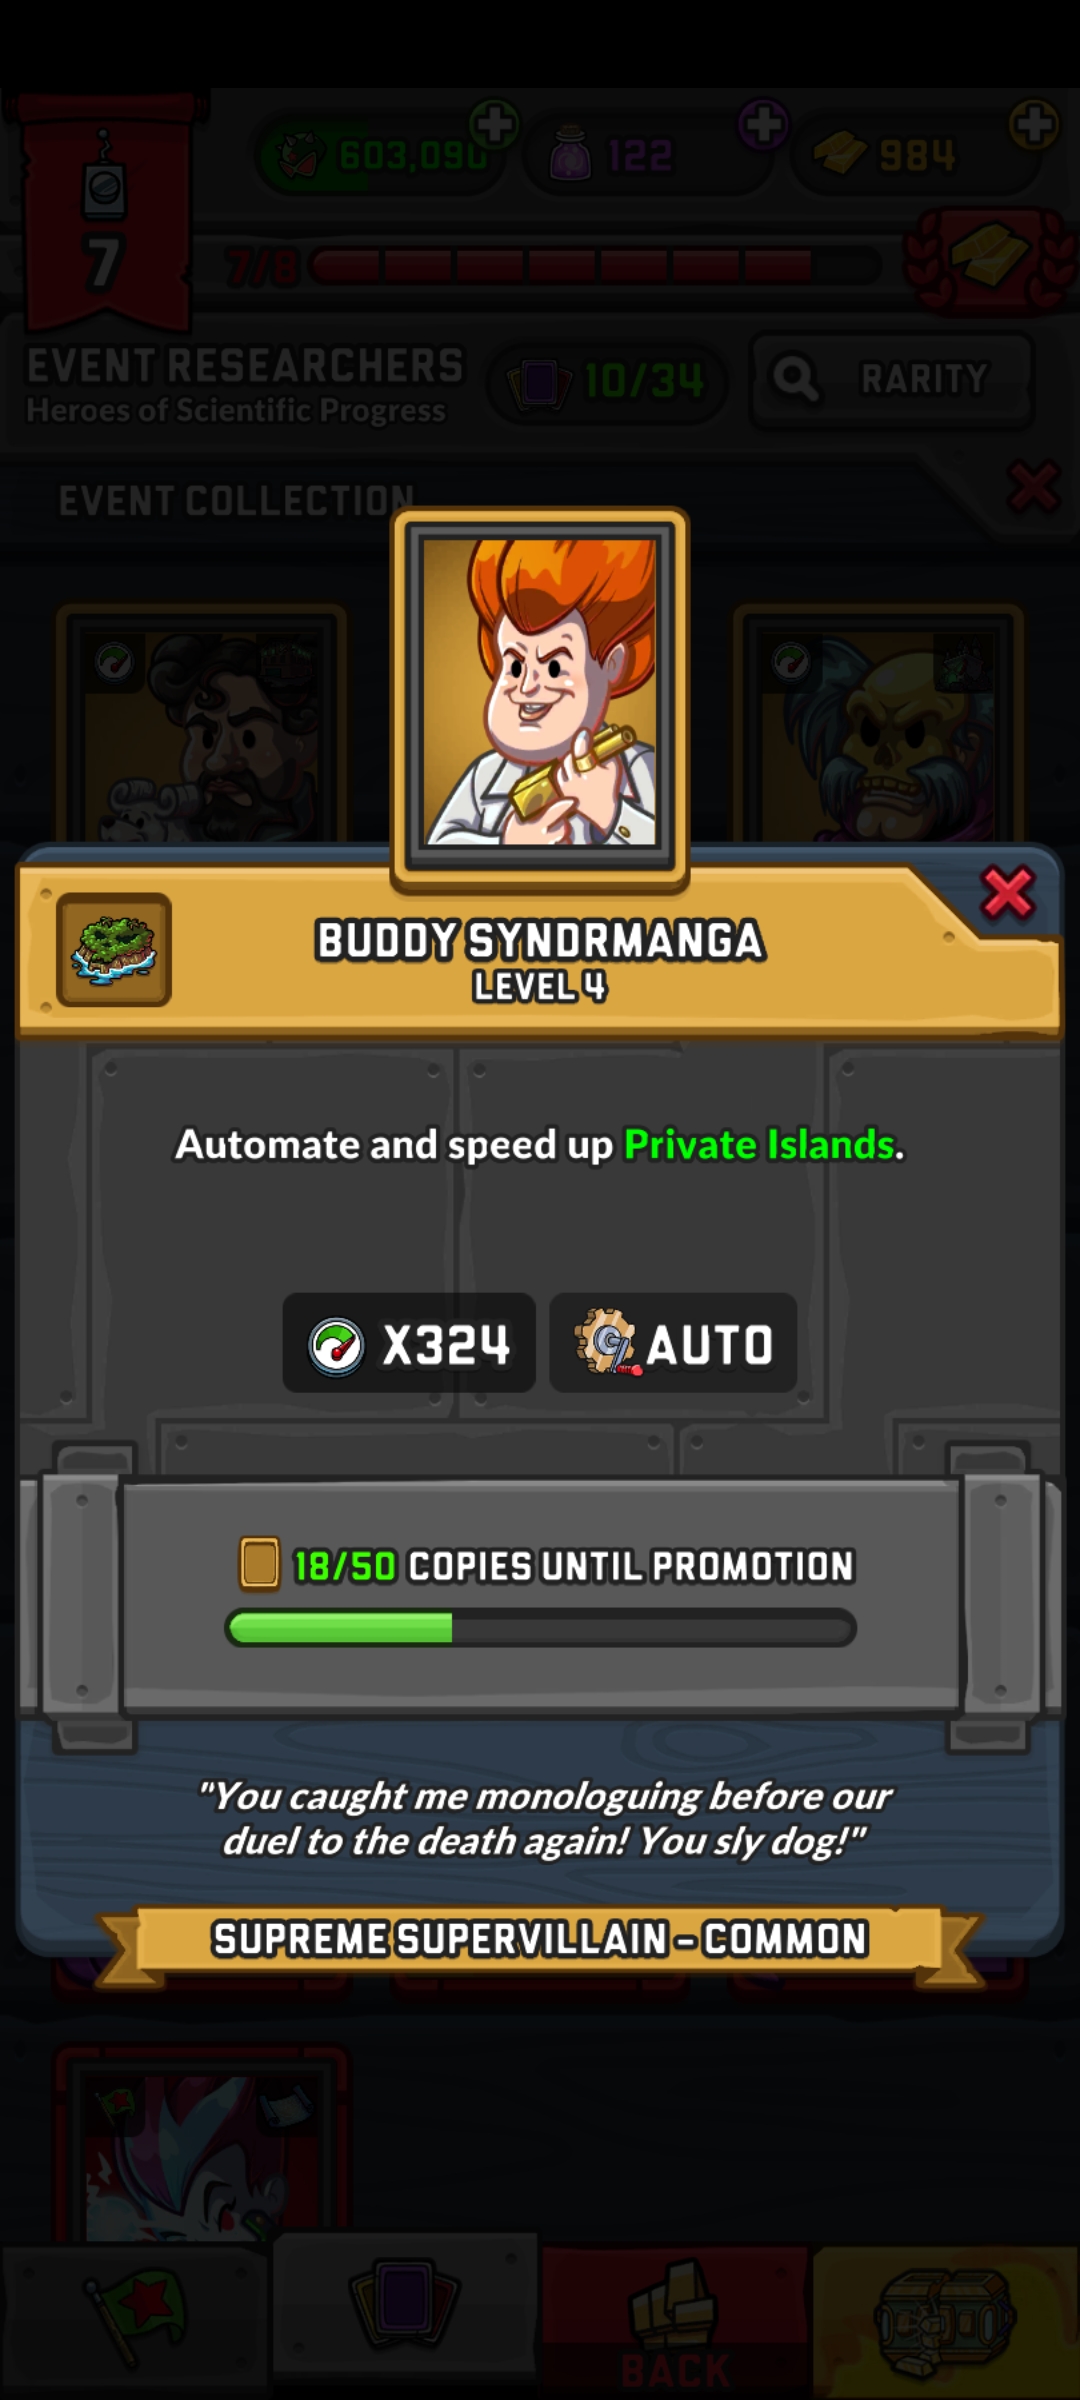 603,090
122
984
7
7/8
EVENT RESEARCHERS
Heroes of Scientific Progress
10/34
RARITY
EVENT COLLECTION
BUDDY SYNDRMANGA
LEVEL 4
Automate and speed up Private Islands.
X324
AUTO
18/50 COPIES UNTIL PROMOTION
"You caught me monologuing before our
duel to the death again! You sly dog!"
SUPREME SUPERVILLAIN - COMMON
BACK